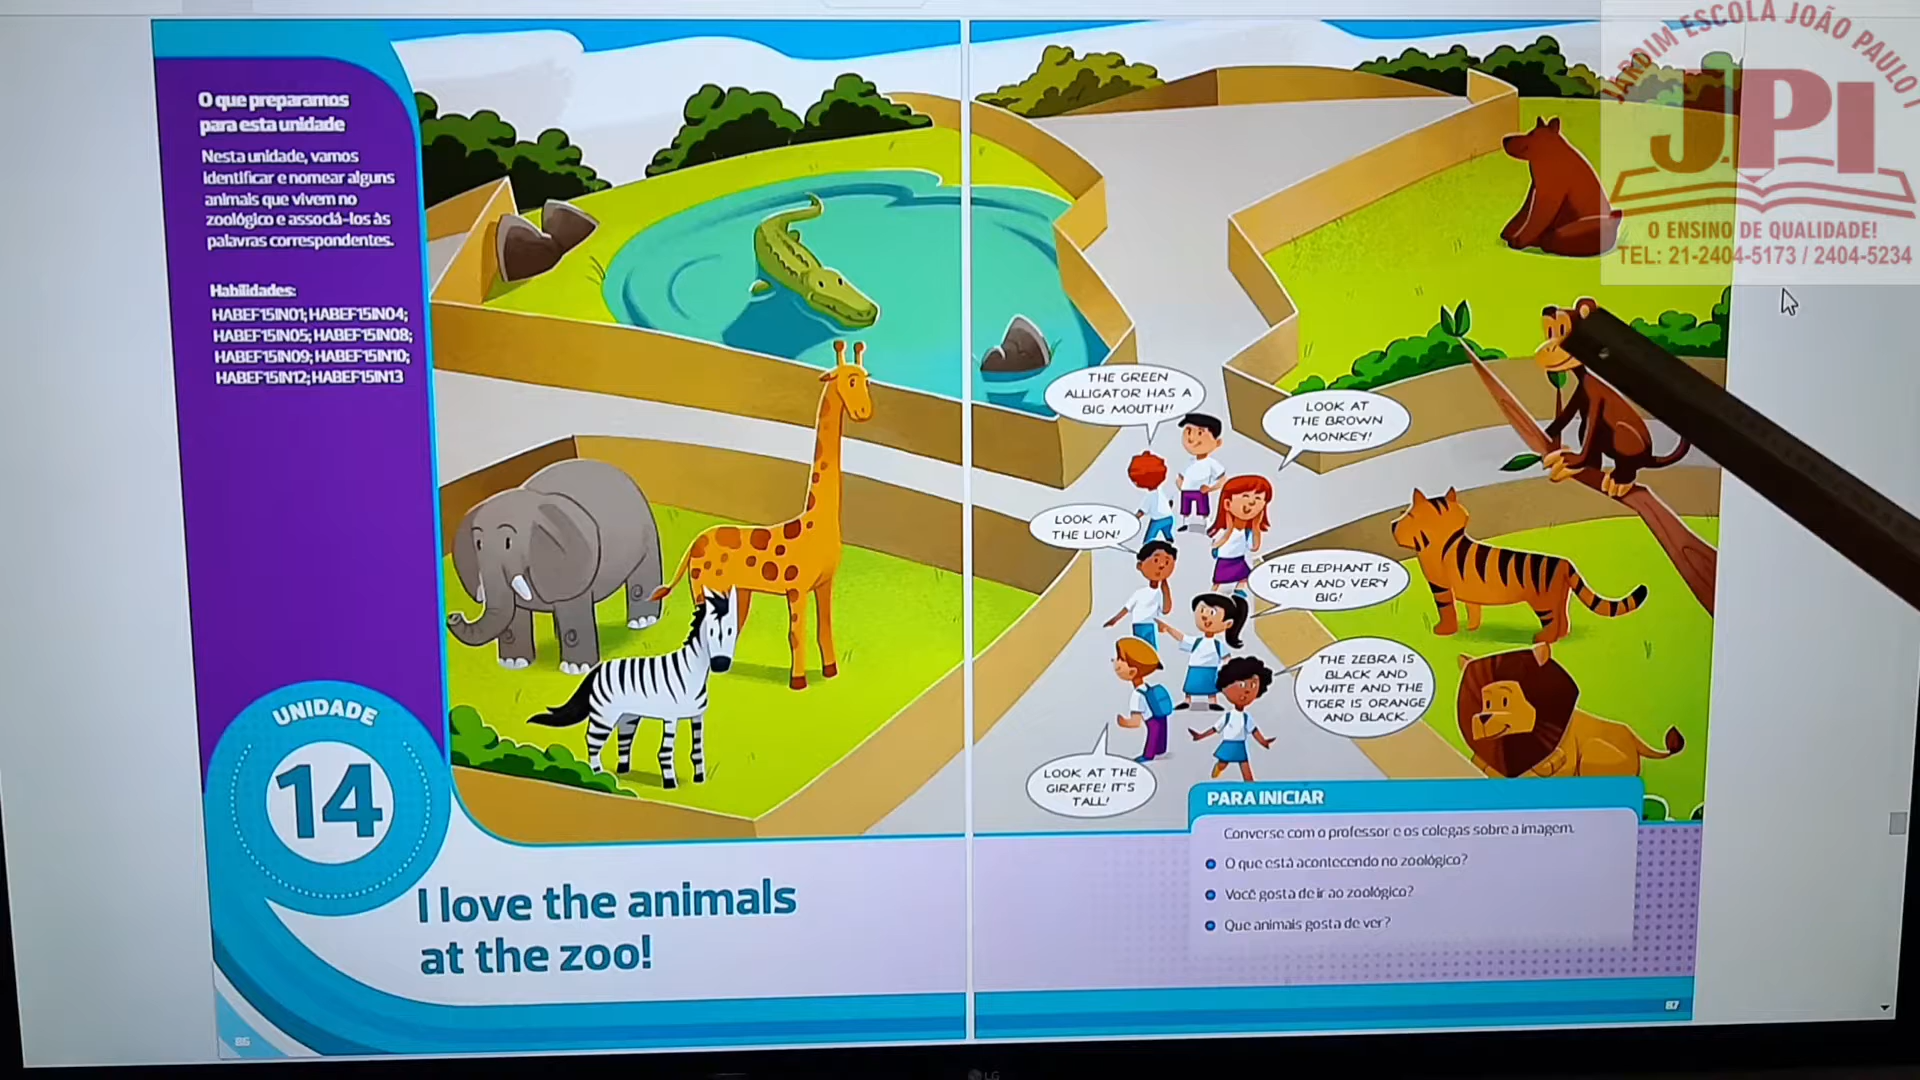 O que preparamos
para esta unidade
Nesta unidade, vamos
identificar e nomear alguns
animais que vivem no
zoológico e associá-los às
palavras correspondentes.
Habilidades:
HABEF15IN01; HABEF15IN04;
HABEF15IN05; HABEF15IN08;
HABEF15IN09; HABEF15IN10;
HABEF15IN12; HABEF15IN13
UNIDADE
14
I love the animals
at the zoo!
86
THE GREEN
ALLIGATOR HAS A
BIG MOUTH!!
LOOK AT
THE BROWN
MONKEY!
LOOK AT
THE LION!
THE ELEPHANT IS
GRAY AND VERY
BIG!
THE ZEBRA IS
BLACK AND
WHITE AND THE
TIGER IS ORANGE
AND BLACK.
LOOK AT THE
GIRAFFE! IT'S
TALL!
PARA INICIAR
Converse com o professor e os colegas sobre a imagem.
O que está acontecendo no zoológico?
Você gosta de ir ao zoológico?
Que animais gosta de ver?
87
JARDIM ESCOLA JOÃO PAULO I
JPI
O ENSINO DE QUALIDADE!
TEL: 21-2404-5173 / 2404-5234
LG